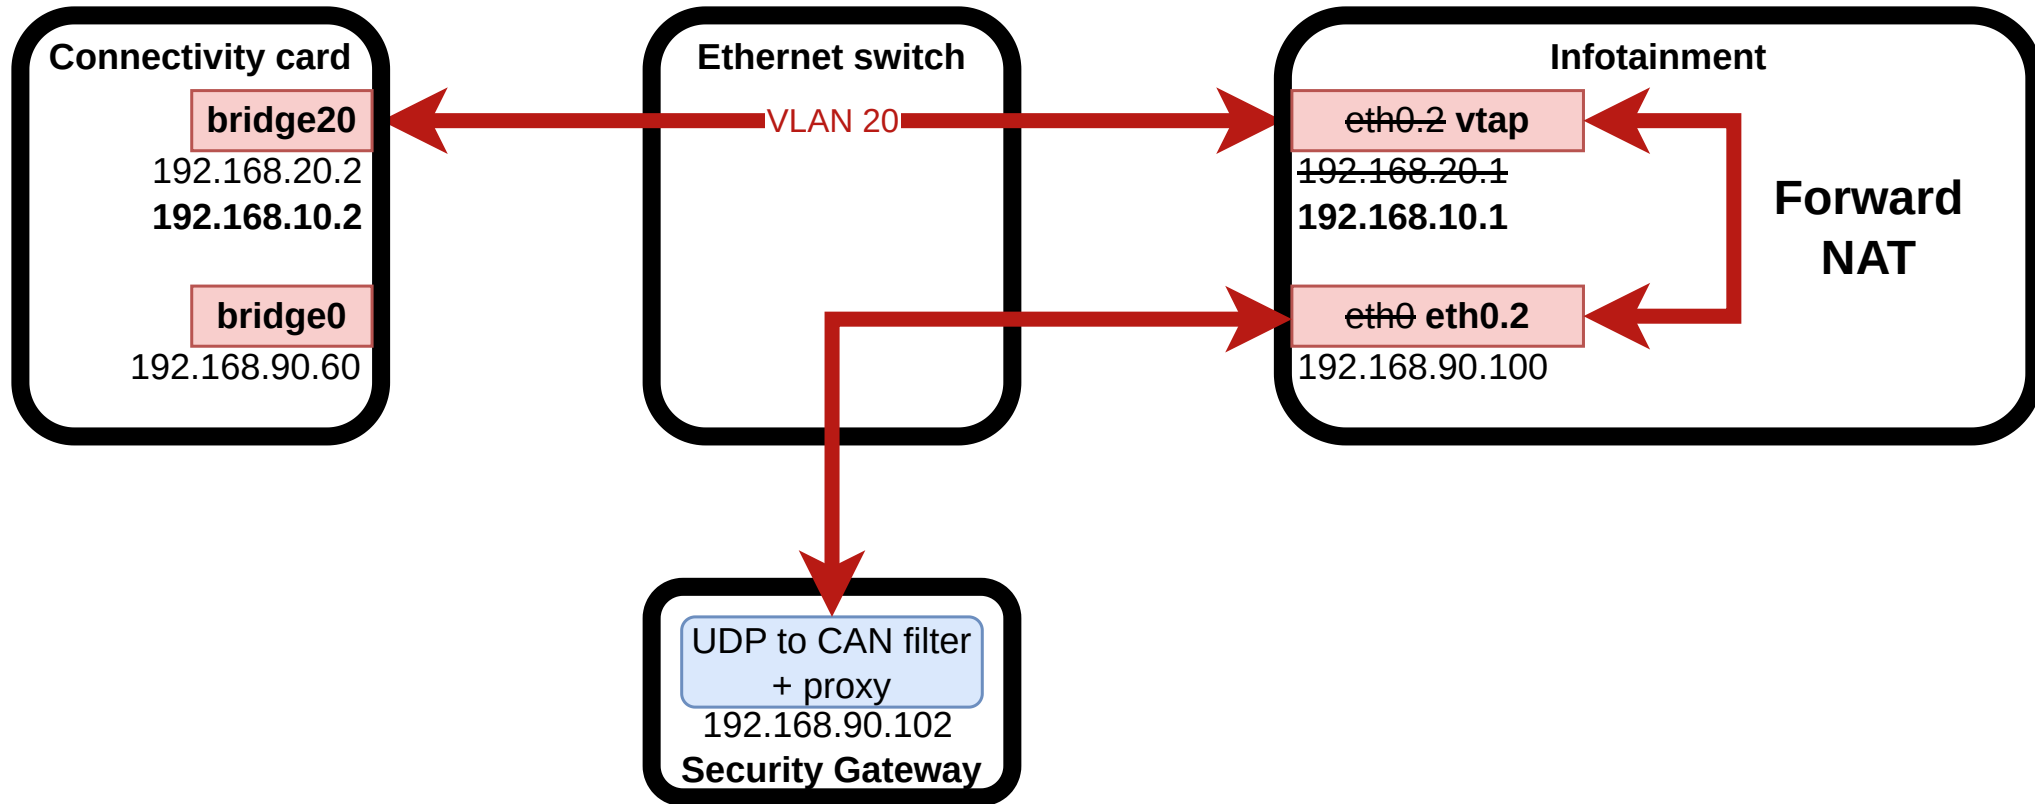 Connectivity card
bridge20
192.168.20.2
192.168.10.2
bridge0
192.168.90.60
Ethernet switch
VLAN 20
Infotainment
eth0.2 vtap
192.168.20.1
192.168.10.1
eth0 eth0.2
192.168.90.100
Forward
NAT
UDP to CAN filter
+ proxy
192.168.90.102
Security Gateway